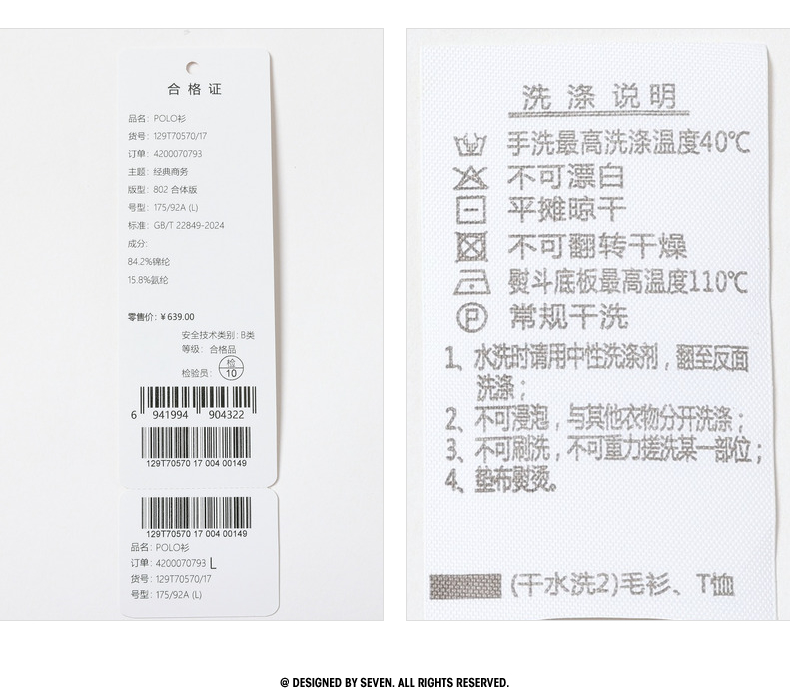 合格证
品名：POLO衫
货号：129T70570/17
订单：4200070793
主题：经典商务
版型：802 合体版
号型：175/92A (L)
标准：GB/T 22849-2024
成分:
84.2%锦纶
15.8%氨纶
零售价：￥639.00
安全技术类别：B类
等级：合格品
检验员：检 10
6 941994 904322
129T70570 17 004 00149
129T70570 17 004 00149
品名：POLO衫
订单：4200070793 L
货号：129T70570/17
号型：175/92A (L)
洗涤说明
手洗最高洗涤温度40℃
不可漂白
平摊晾干
不可翻转干燥
熨斗底板最高温度110℃
P 常规干洗
1、水洗时请用中性洗涤剂，翻至反面
洗涤；
2、不可浸泡，与其他衣物分开洗涤；
3、不可刷洗，不可重力搓洗某一部位；
4、垫布熨烫。
(干水洗2)毛衫、T恤
@ DESIGNED BY SEVEN. ALL RIGHTS RESERVED.